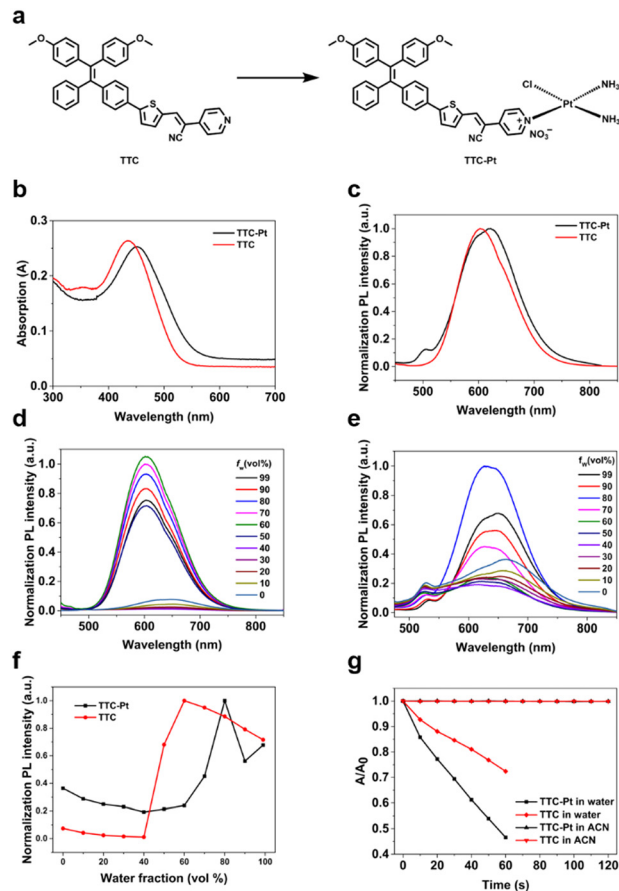 a
O
O
S
N
NC
TTC
O
O
S
N+
NC
NO3−
Cl
Pt
NH3
NH3
TTC-Pt
b
Absorption (A)
0.3
0.2
0.1
0.0
300 400 500 600 700
Wavelength (nm)
TTC-Pt
TTC
c
Normalization PL intensity (a.u.)
1.0
0.8
0.6
0.4
0.2
0.0
500 600 700 800
Wavelength (nm)
TTC-Pt
TTC
d
Normalization PL intensity (a.u.)
1.0
0.8
0.6
0.4
0.2
0.0
500 600 700 800
Wavelength (nm)
fw(vol%)
99
90
80
70
60
50
40
30
20
10
0
e
Normalization PL intensity (a.u.)
1.0
0.8
0.6
0.4
0.2
0.0
500 600 700 800
Wavelength (nm)
fw(vol%)
99
90
80
70
60
50
40
30
20
10
0
f
Normalization PL intensity (a.u.)
1.0
0.8
0.6
0.4
0.2
0.0
0 20 40 60 80 100
Water fraction (vol %)
TTC-Pt
TTC
g
A/A0
1.0
0.9
0.8
0.7
0.6
0.5
0.4
0 20 40 60 80 100 120
Time (s)
TTC-Pt in water
TTC in water
TTC-Pt in ACN
TTC in ACN